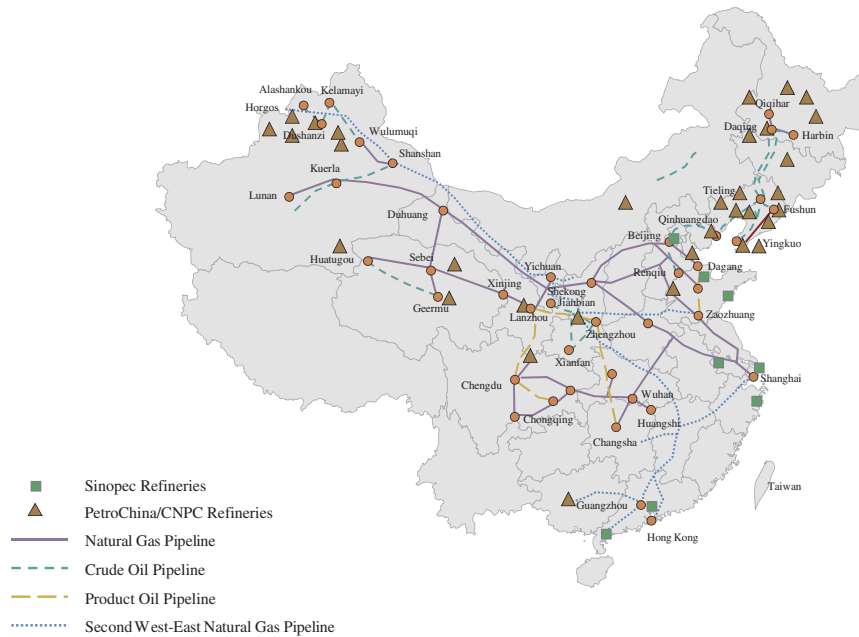 Alashankou
Kelamayi
Horgos
Dushanzi
Wulumuqi
Shanshan
Kuerla
Lunan
Duhuang
Huatugou
Sebei
Geermu
Xinjing
Lanzhou
Yichuan
Shekong
Jianbian
Zhengzhou
Xianfan
Chengdu
Chongqing
Wuhan
Huangshi
Changsha
Qiqihar
Daqing
Harbin
Tieling
Fushun
Qinhuangdao
Yingkuo
Beijing
Dagang
Renqiu
Zaozhuang
Shanghai
Taiwan
Guangzhou
Hong Kong
Sinopec Refineries
PetroChina/CNPC Refineries
Natural Gas Pipeline
Crude Oil Pipeline
Product Oil Pipeline
Second West-East Natural Gas Pipeline